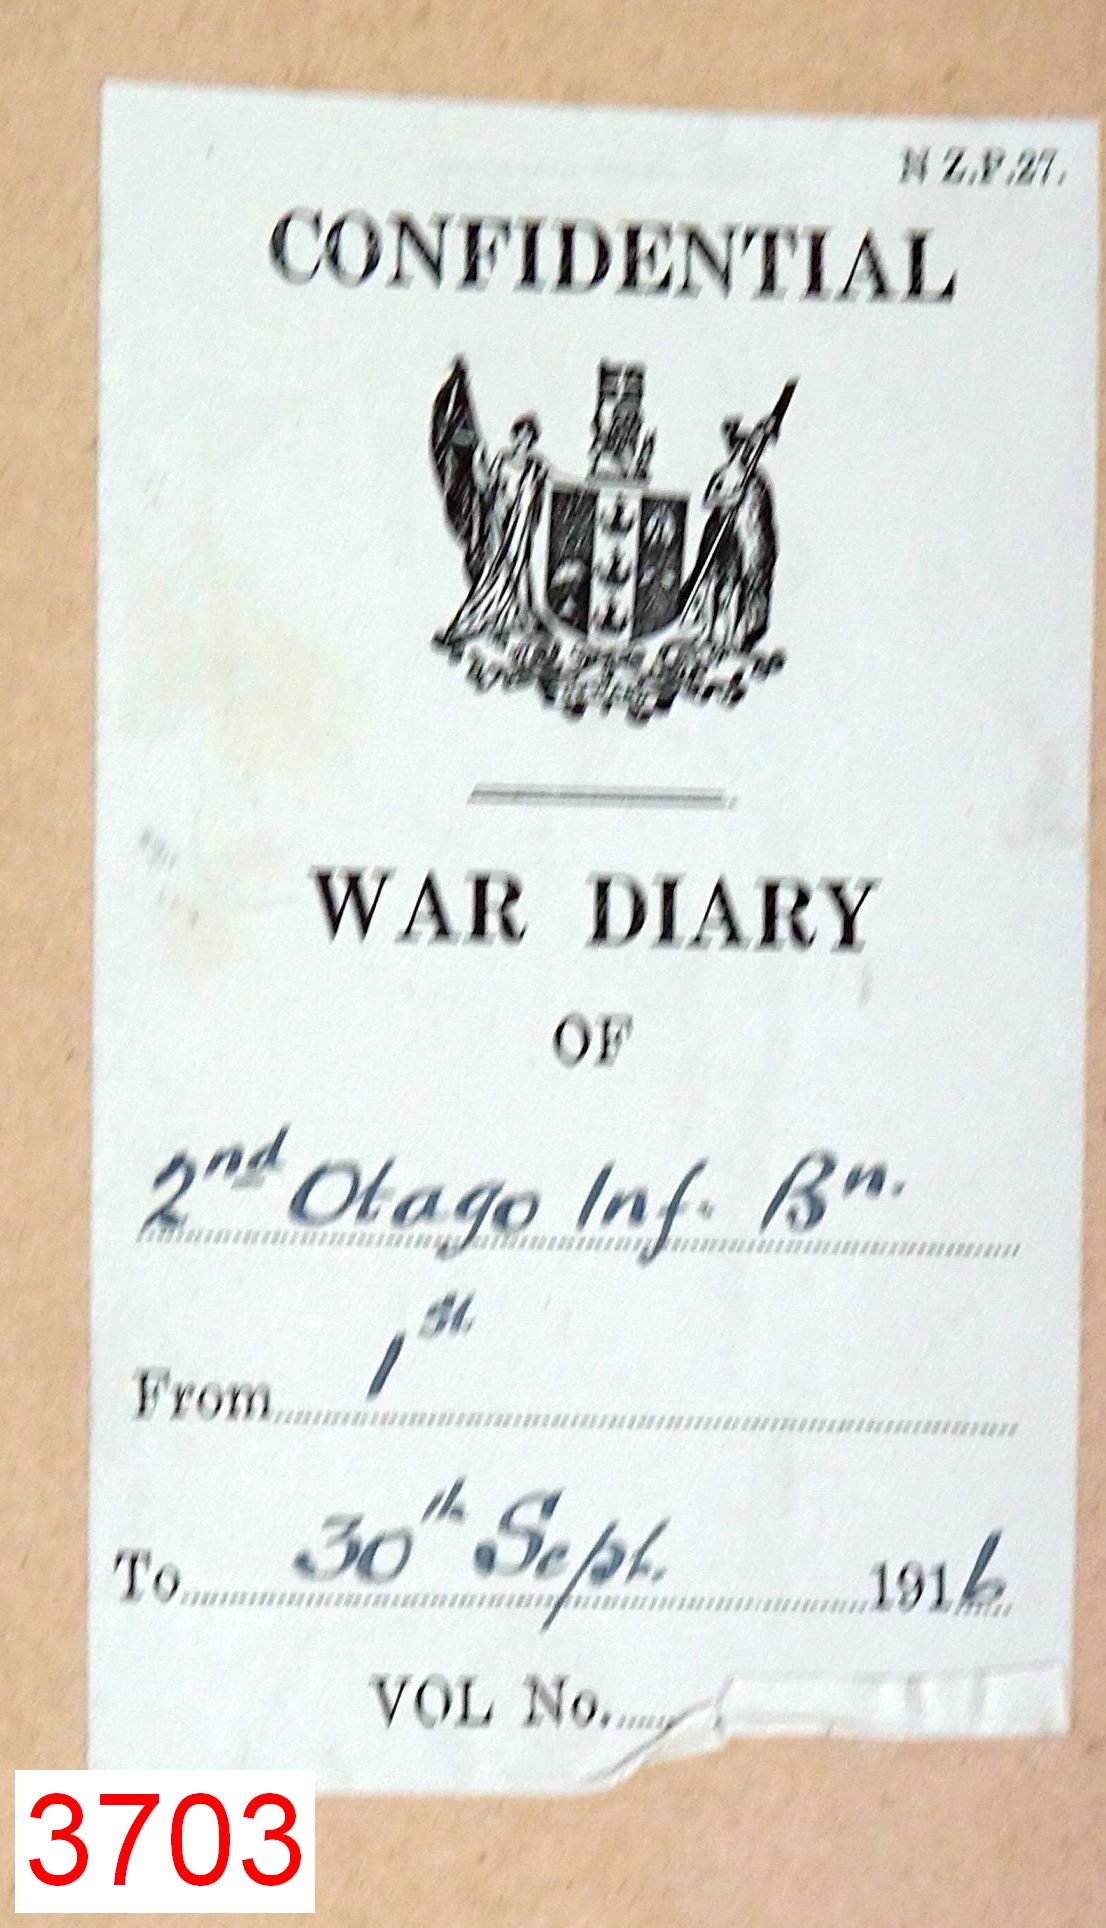 N Z.F.27.
CONFIDENTIAL
WAR DIARY
OF
2nd Otago Inf. Bn.
From 1st
To 30th Sept. 1916
VOL No.
3703